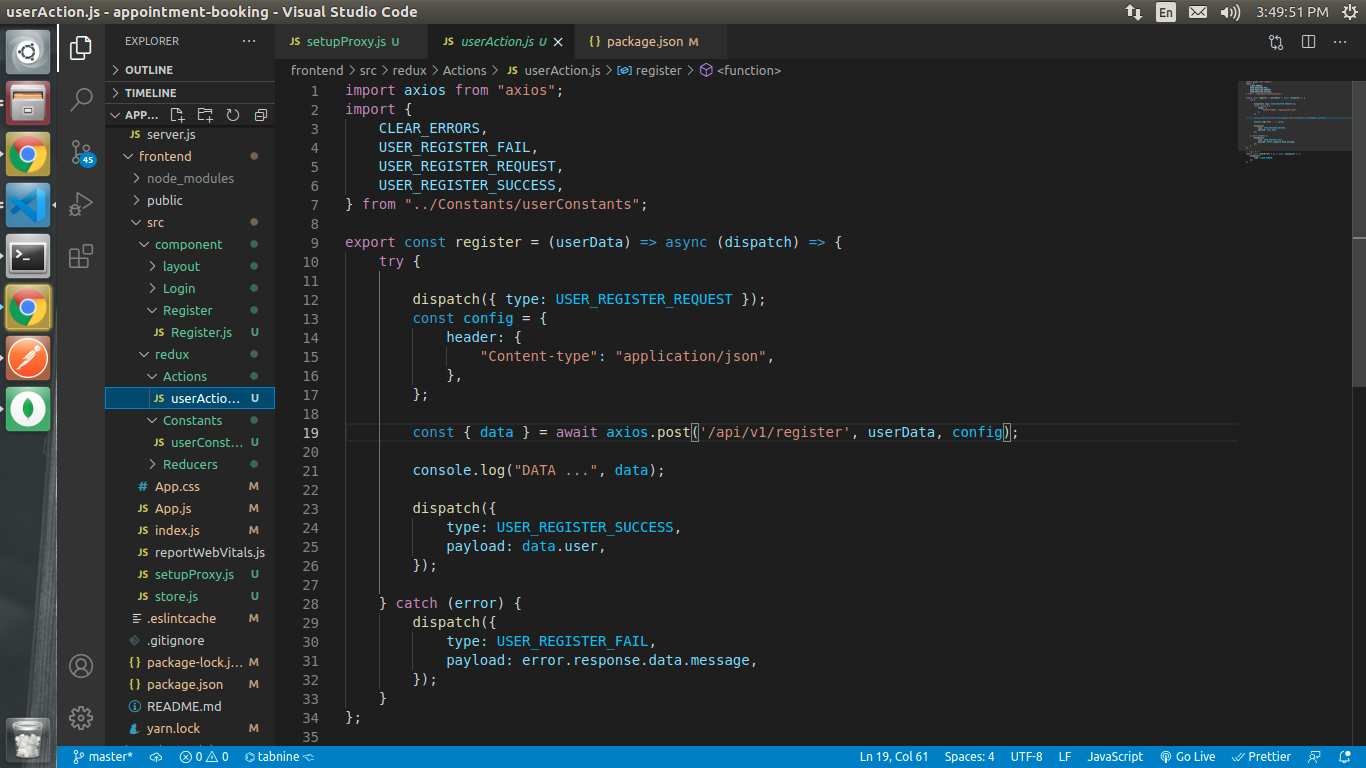 userAction.js - appointment-booking - Visual Studio Code
En
3:49:51 PM
EXPLORER
OUTLINE
TIMELINE
APP...
JS server.js
frontend
node_modules
public
src
component
layout
Login
Register
JS Register.js U
redux
Actions
JS userActio... U
Constants
JS userConst... U
Reducers
# App.css M
JS App.js M
JS index.js M
JS reportWebVitals.js
JS setupProxy.js U
JS store.js U
.eslintcache M
.gitignore
{} package-lock.j... M
{} package.json M
README.md
yarn.lock M
45
JS setupProxy.js U
JS userAction.js U
{} package.json M
frontend > src > redux > Actions > JS userAction.js > register > <function>
1 import axios from "axios";
2 import {
3 CLEAR_ERRORS,
4 USER_REGISTER_FAIL,
5 USER_REGISTER_REQUEST,
6 USER_REGISTER_SUCCESS,
7 } from "../Constants/userConstants";
8
9 export const register = (userData) => async (dispatch) => {
10 try {
11
12 dispatch({ type: USER_REGISTER_REQUEST });
13 const config = {
14 header: {
15 "Content-type": "application/json",
16 },
17 };
18
19 const { data } = await axios.post('/api/v1/register', userData, config);
20
21 console.log("DATA ...", data);
22
23 dispatch({
24 type: USER_REGISTER_SUCCESS,
25 payload: data.user,
26 });
27
28 } catch (error) {
29 dispatch({
30 type: USER_REGISTER_FAIL,
31 payload: error.response.data.message,
32 });
33 }
34 };
35
master*
0
0
tabnine
Ln 19, Col 61
Spaces: 4
UTF-8
LF
JavaScript
Go Live
Prettier